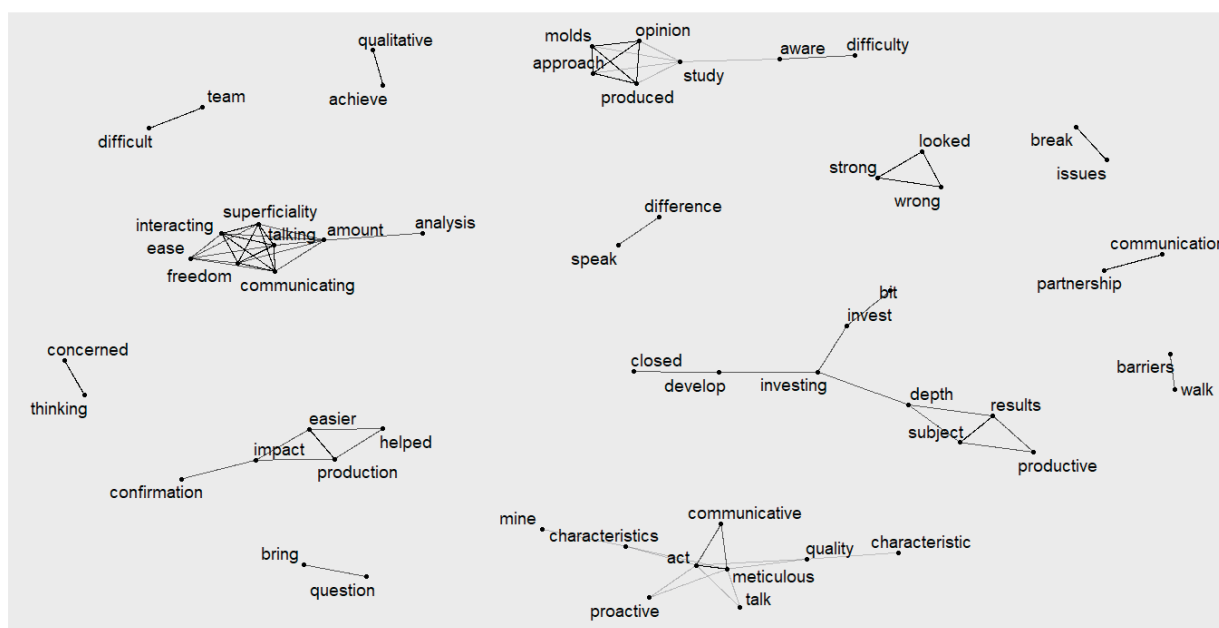 molds
opinion
qualitative
aware
difficulty
approach
study
team
achieve
produced
difficult
looked
break
strong
issues
wrong
superficiality
difference
interacting
talking
amount
analysis
ease
communication
speak
freedom
communicating
partnership
bit
invest
concerned
closed
barriers
develop
investing
walk
thinking
depth
results
easier
subject
impact
helped
production
productive
confirmation
mine
communicative
characteristics
act
quality
characteristic
bring
meticulous
question
talk
proactive